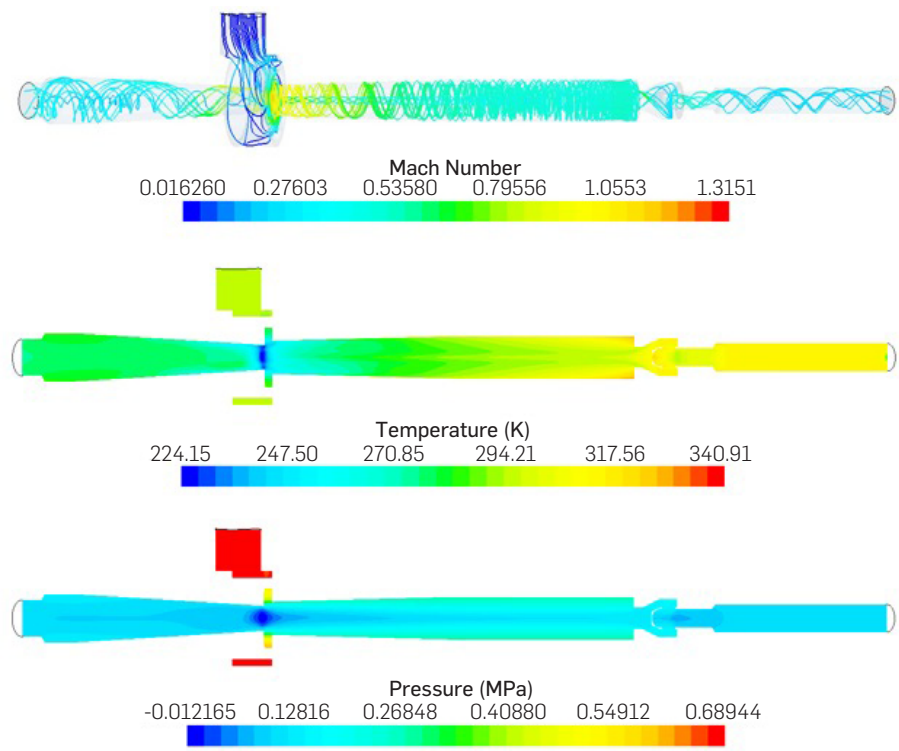 Mach Number
0.016260 0.27603 0.53580 0.79556 1.0553 1.3151
Temperature (K)
224.15 247.50 270.85 294.21 317.56 340.91
Pressure (MPa)
-0.012165 0.12816 0.26848 0.40880 0.54912 0.68944